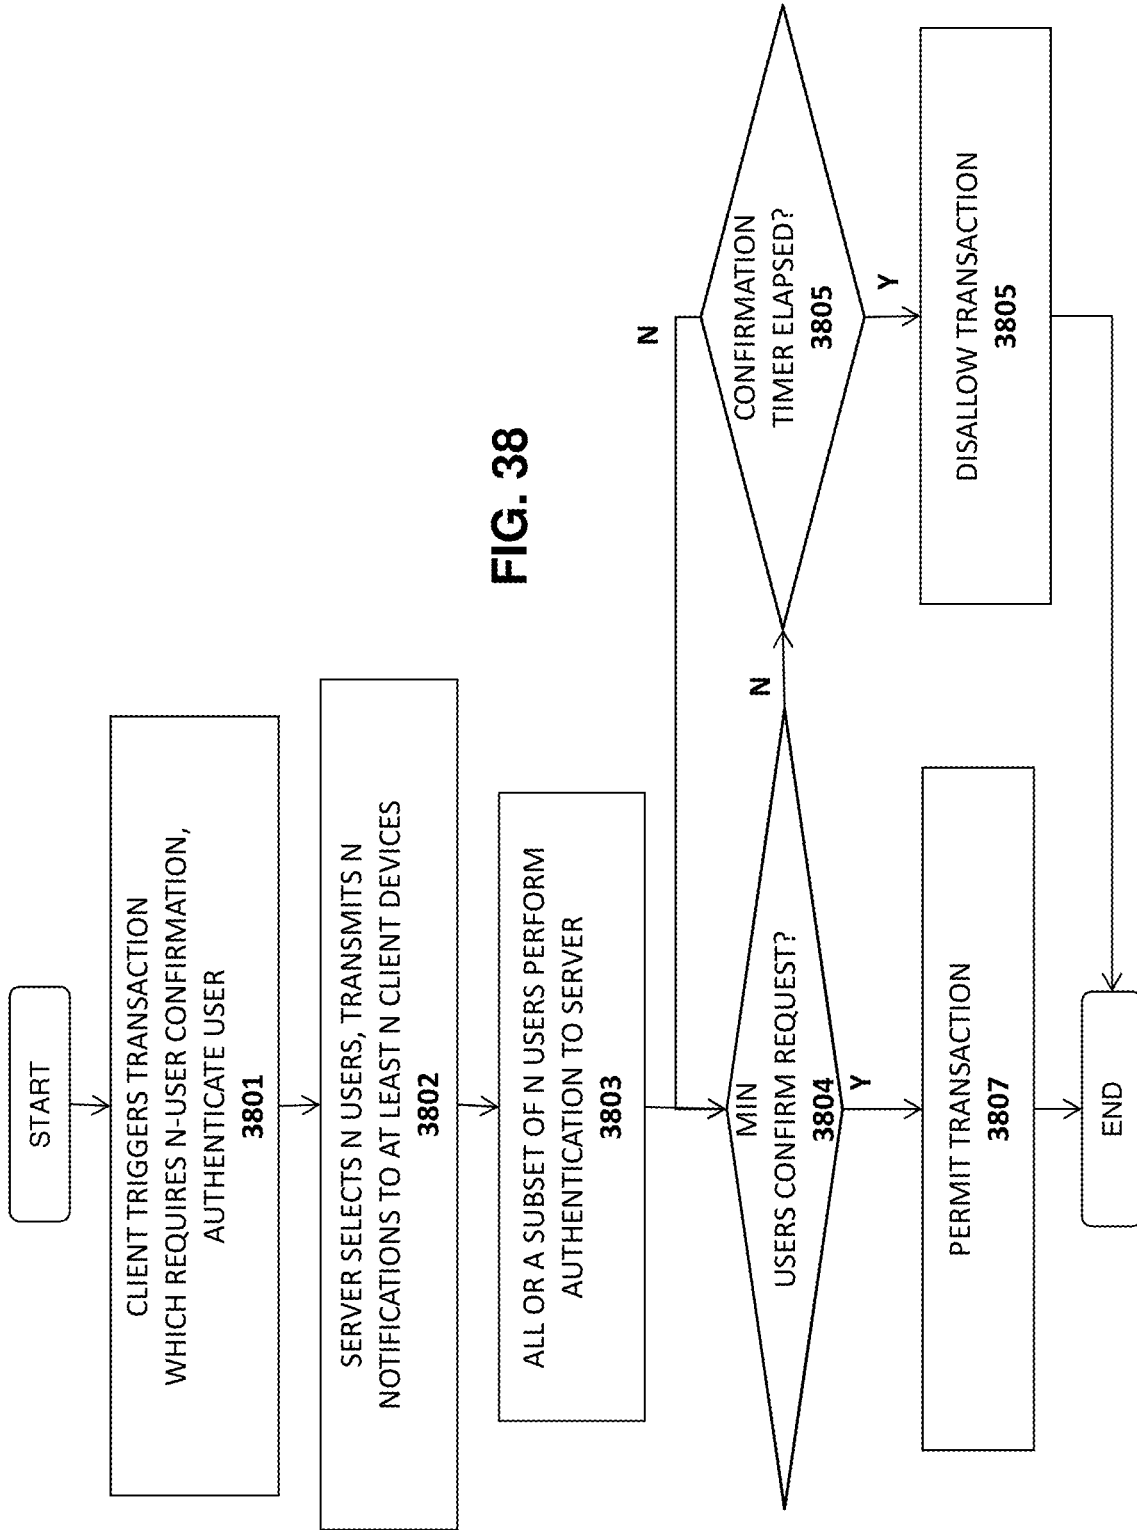 START
CLIENT TRIGGERS TRANSACTION
WHICH REQUIRES N-USER CONFIRMATION,
AUTHENTICATE USER
3801
SERVER SELECTS N USERS, TRANSMITS N
NOTIFICATIONS TO AT LEAST N CLIENT DEVICES
3802
ALL OR A SUBSET OF N USERS PERFORM
AUTHENTICATION TO SERVER
3803
MIN
USERS CONFIRM REQUEST?
3804
Y
N
PERMIT TRANSACTION
3807
END
N
CONFIRMATION
TIMER ELAPSED?
3805
Y
DISALLOW TRANSACTION
3805
FIG. 38